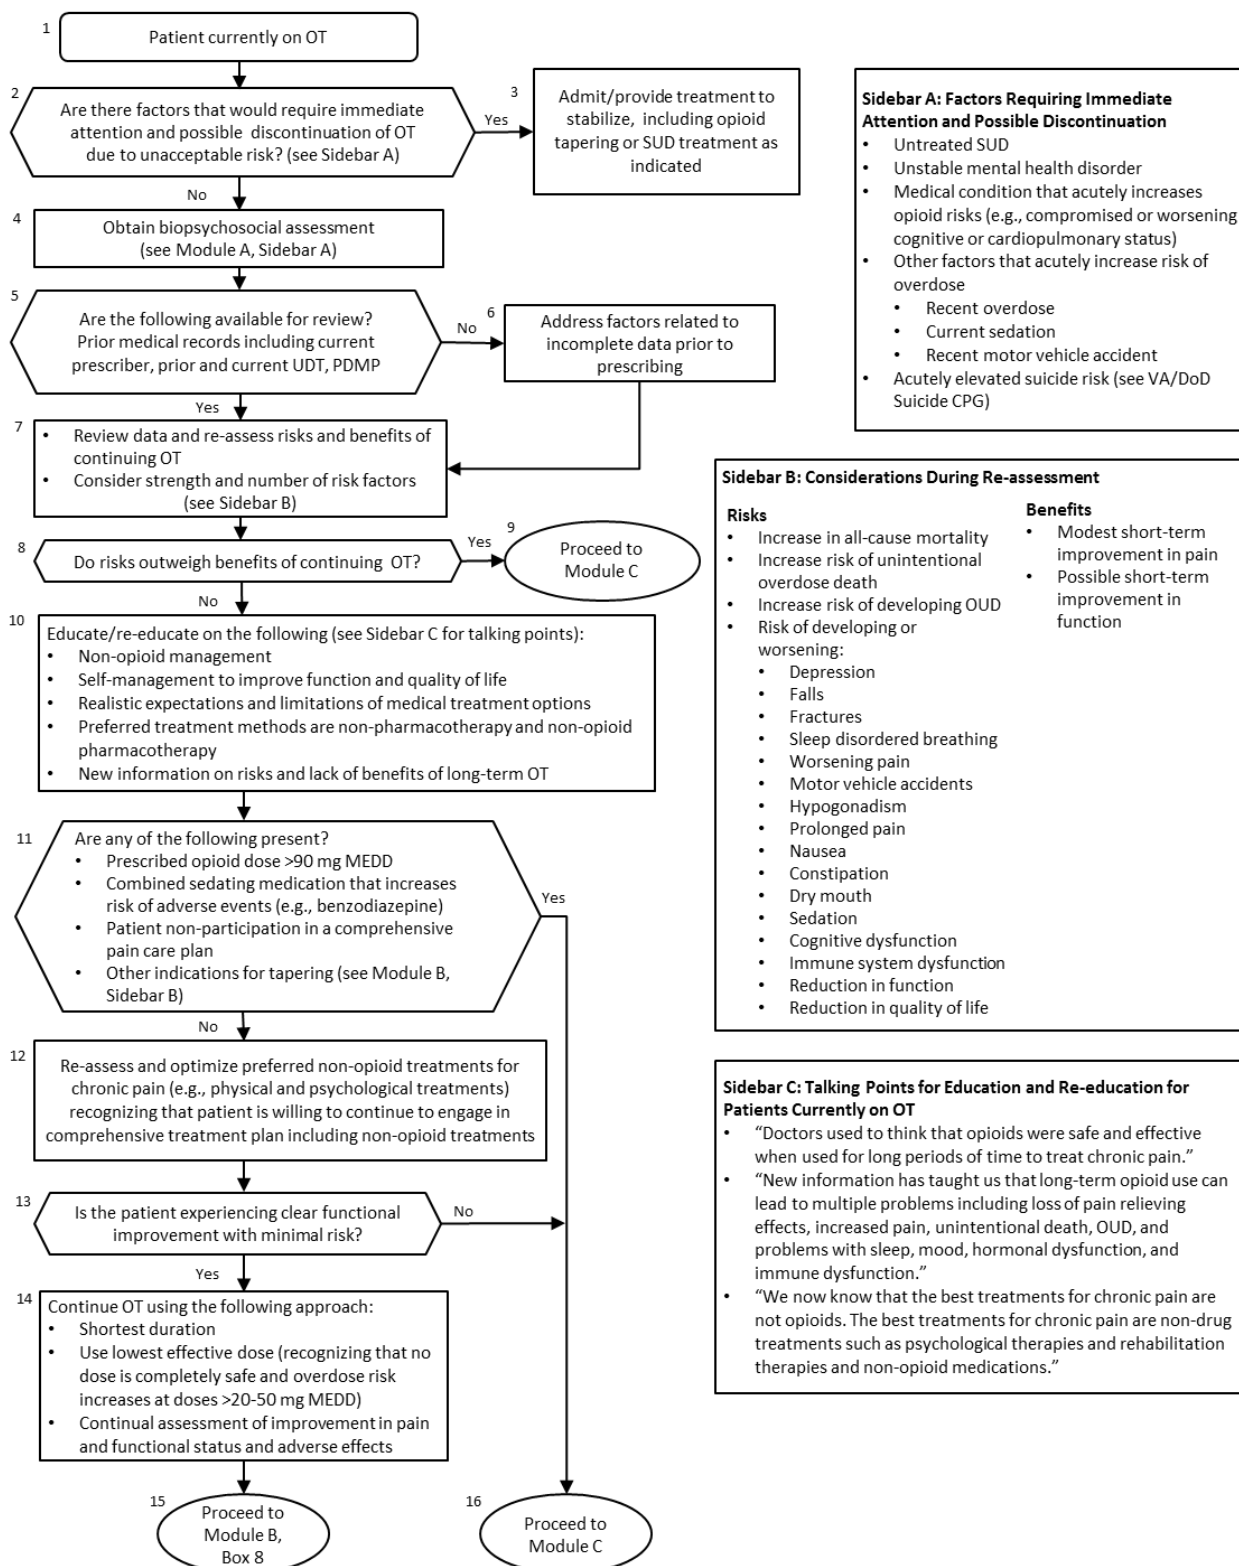 1
Patient currently on OT
2
Are there factors that would require immediate
attention and possible discontinuation of OT
due to unacceptable risk? (see Sidebar A)
Yes
3
Admit/provide treatment to
stabilize, including opioid
tapering or SUD treatment as
indicated
No
4
Obtain biopsychosocial assessment
(see Module A, Sidebar A)
5
Are the following available for review?
Prior medical records including current
prescriber, prior and current UDT, PDMP
No
6
Address factors related to
incomplete data prior to
prescribing
Yes
7
• Review data and re-assess risks and benefits of
continuing OT
• Consider strength and number of risk factors
(see Sidebar B)
8
Do risks outweigh benefits of continuing OT?
Yes
9
Proceed to
Module C
No
10
Educate/re-educate on the following (see Sidebar C for talking points):
• Non-opioid management
• Self-management to improve function and quality of life
• Realistic expectations and limitations of medical treatment options
• Preferred treatment methods are non-pharmacotherapy and non-opioid
pharmacotherapy
• New information on risks and lack of benefits of long-term OT
11
Are any of the following present?
• Prescribed opioid dose >90 mg MEDD
• Combined sedating medication that increases
risk of adverse events (e.g., benzodiazepine)
• Patient non-participation in a comprehensive
pain care plan
• Other indications for tapering (see Module B,
Sidebar B)
Yes
No
12
Re-assess and optimize preferred non-opioid treatments for
chronic pain (e.g., physical and psychological treatments)
recognizing that patient is willing to continue to engage in
comprehensive treatment plan including non-opioid treatments
13
Is the patient experiencing clear functional
improvement with minimal risk?
No
Yes
14
Continue OT using the following approach:
• Shortest duration
• Use lowest effective dose (recognizing that no
dose is completely safe and overdose risk
increases at doses >20-50 mg MEDD)
• Continual assessment of improvement in pain
and functional status and adverse effects
15
Proceed to
Module B,
Box 8
16
Proceed to
Module C
Sidebar A: Factors Requiring Immediate
Attention and Possible Discontinuation
• Untreated SUD
• Unstable mental health disorder
• Medical condition that acutely increases
opioid risks (e.g., compromised or worsening
cognitive or cardiopulmonary status)
• Other factors that acutely increase risk of
overdose
• Recent overdose
• Current sedation
• Recent motor vehicle accident
• Acutely elevated suicide risk (see VA/DoD
Suicide CPG)
Sidebar B: Considerations During Re-assessment
Risks
• Increase in all-cause mortality
• Increase risk of unintentional
overdose death
• Increase risk of developing OUD
• Risk of developing or
worsening:
• Depression
• Falls
• Fractures
• Sleep disordered breathing
• Worsening pain
• Motor vehicle accidents
• Hypogonadism
• Prolonged pain
• Nausea
• Constipation
• Dry mouth
• Sedation
• Cognitive dysfunction
• Immune system dysfunction
• Reduction in function
• Reduction in quality of life
Benefits
• Modest short-term
improvement in pain
• Possible short-term
improvement in
function
Sidebar C: Talking Points for Education and Re-education for
Patients Currently on OT
• “Doctors used to think that opioids were safe and effective
when used for long periods of time to treat chronic pain.”
• “New information has taught us that long-term opioid use can
lead to multiple problems including loss of pain relieving
effects, increased pain, unintentional death, OUD, and
problems with sleep, mood, hormonal dysfunction, and
immune dysfunction.”
• “We now know that the best treatments for chronic pain are
not opioids. The best treatments for chronic pain are non-drug
treatments such as psychological therapies and rehabilitation
therapies and non-opioid medications.”